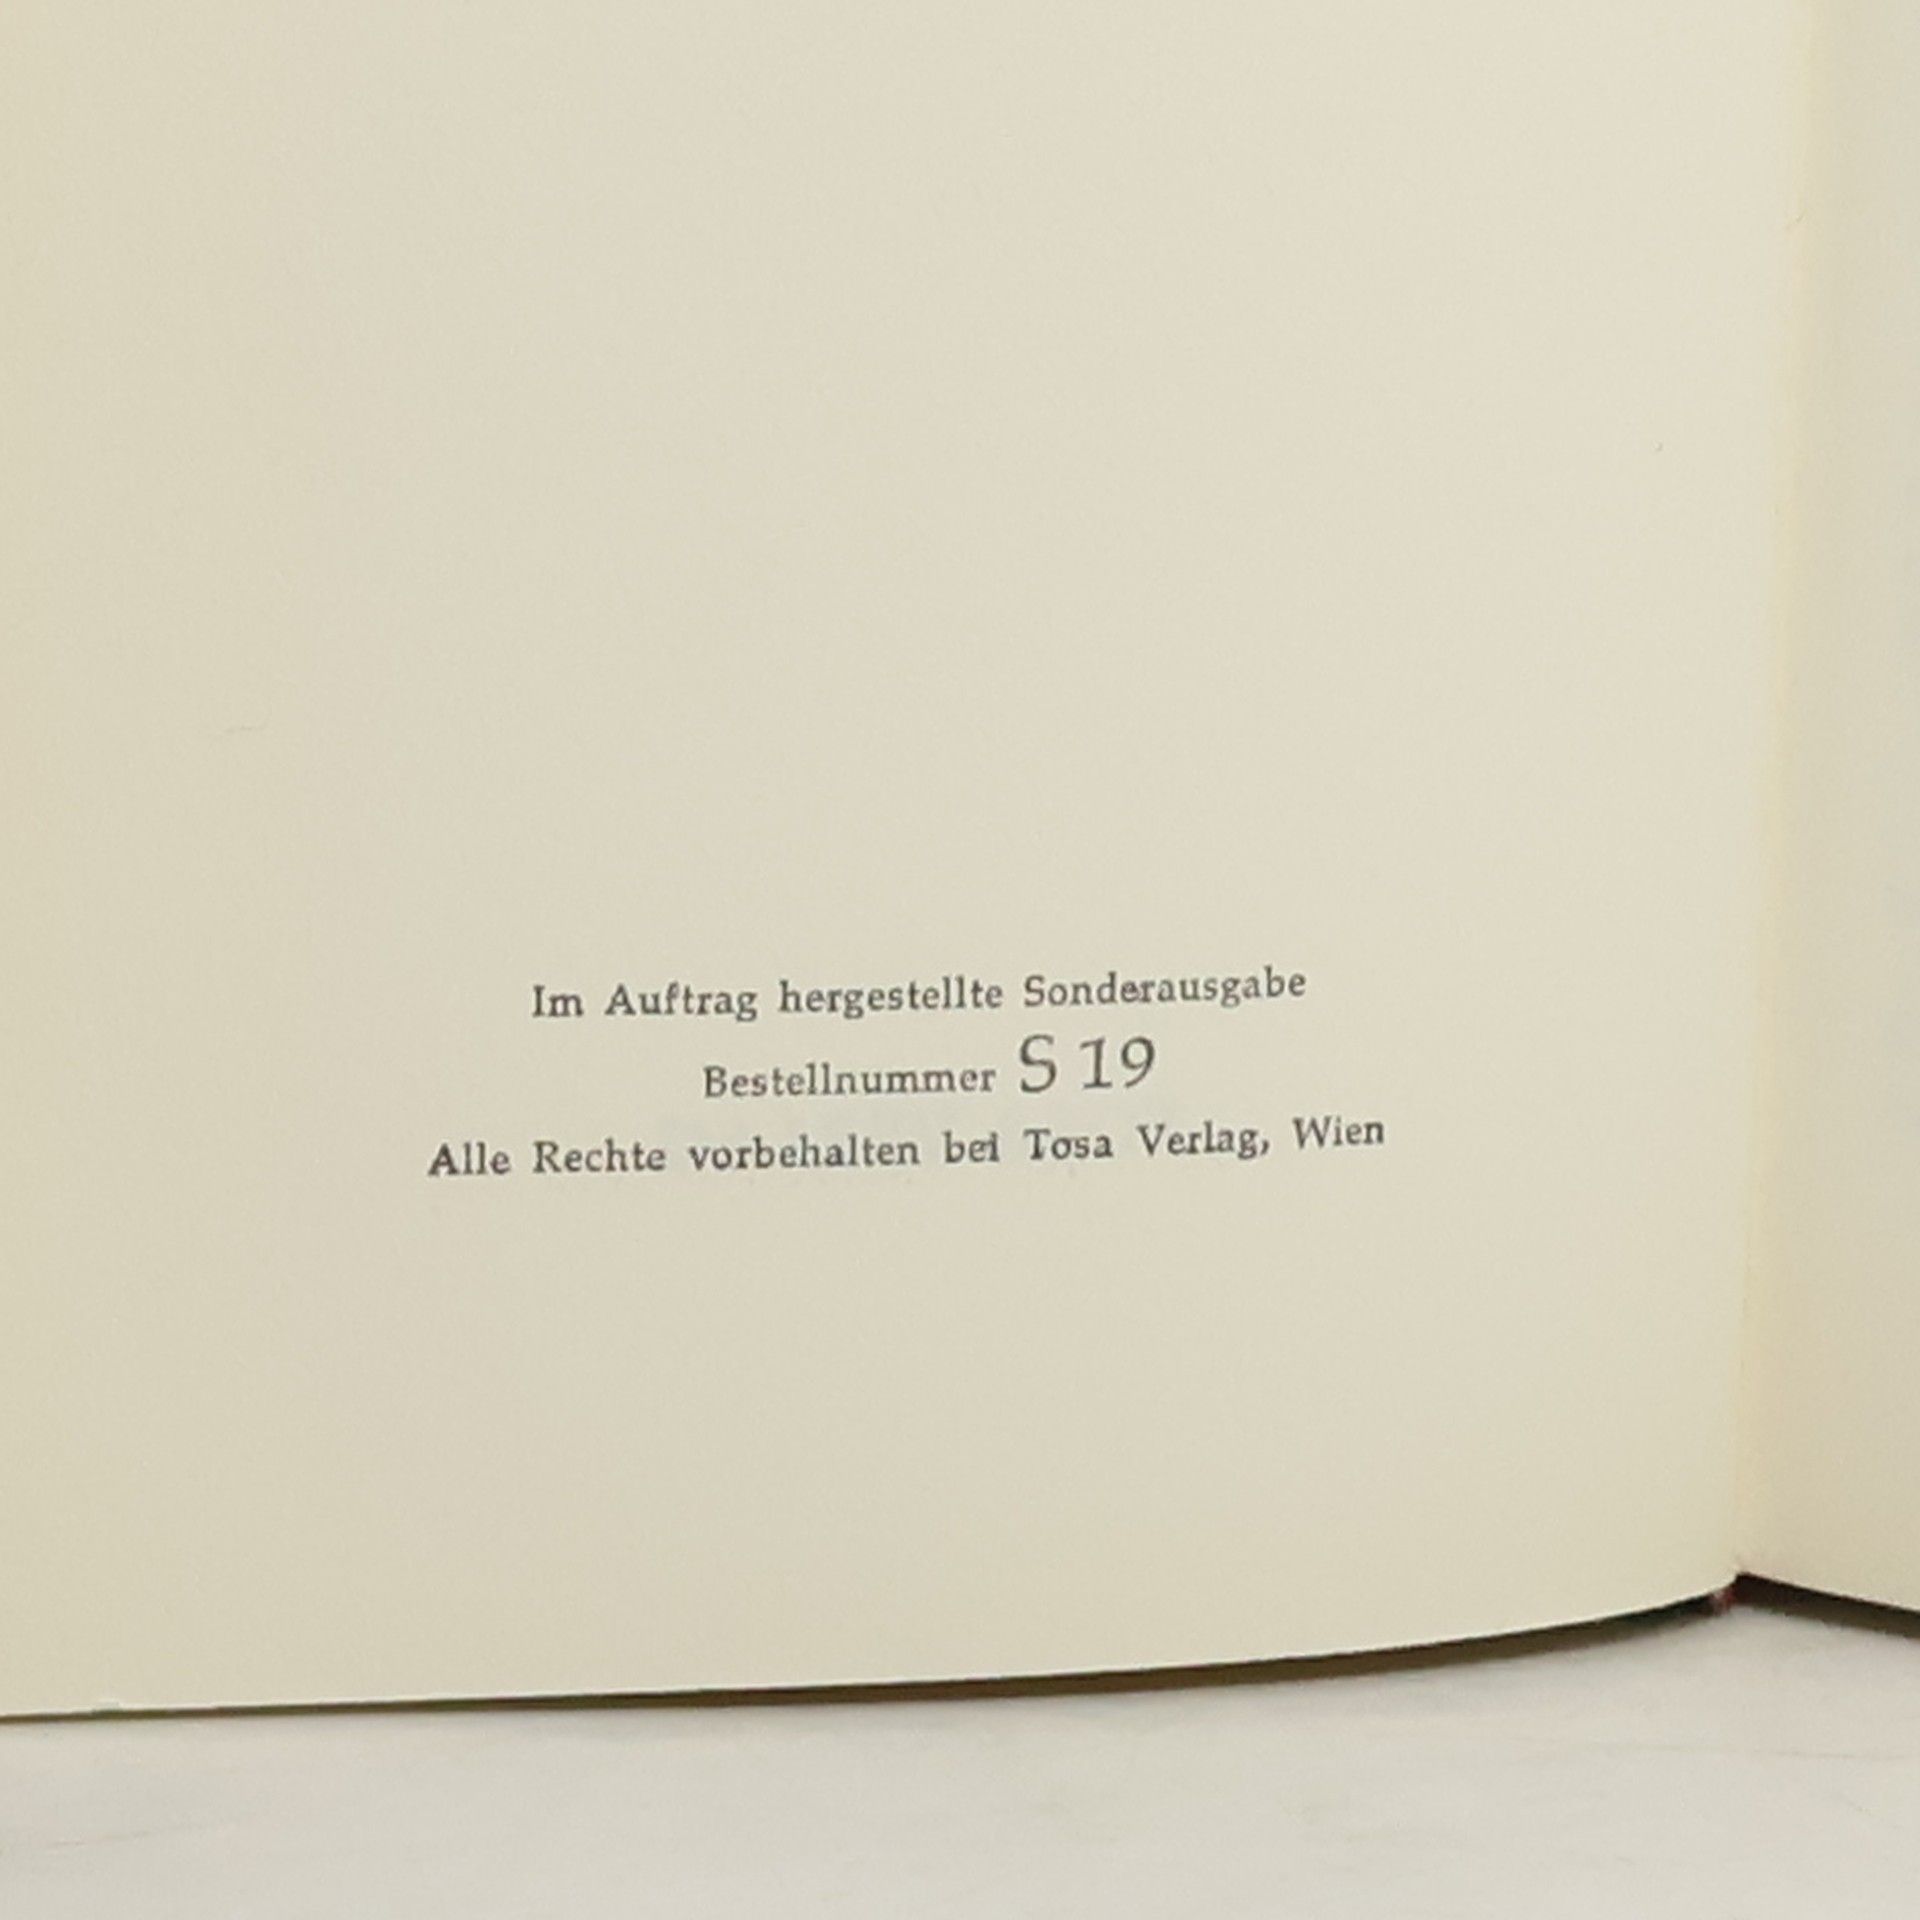 Im Auftrag hergestellte Sonderausgabe
Bestellnummer S 19
Alle Rechte vorbehalten bei Tosa Verlag, Wien